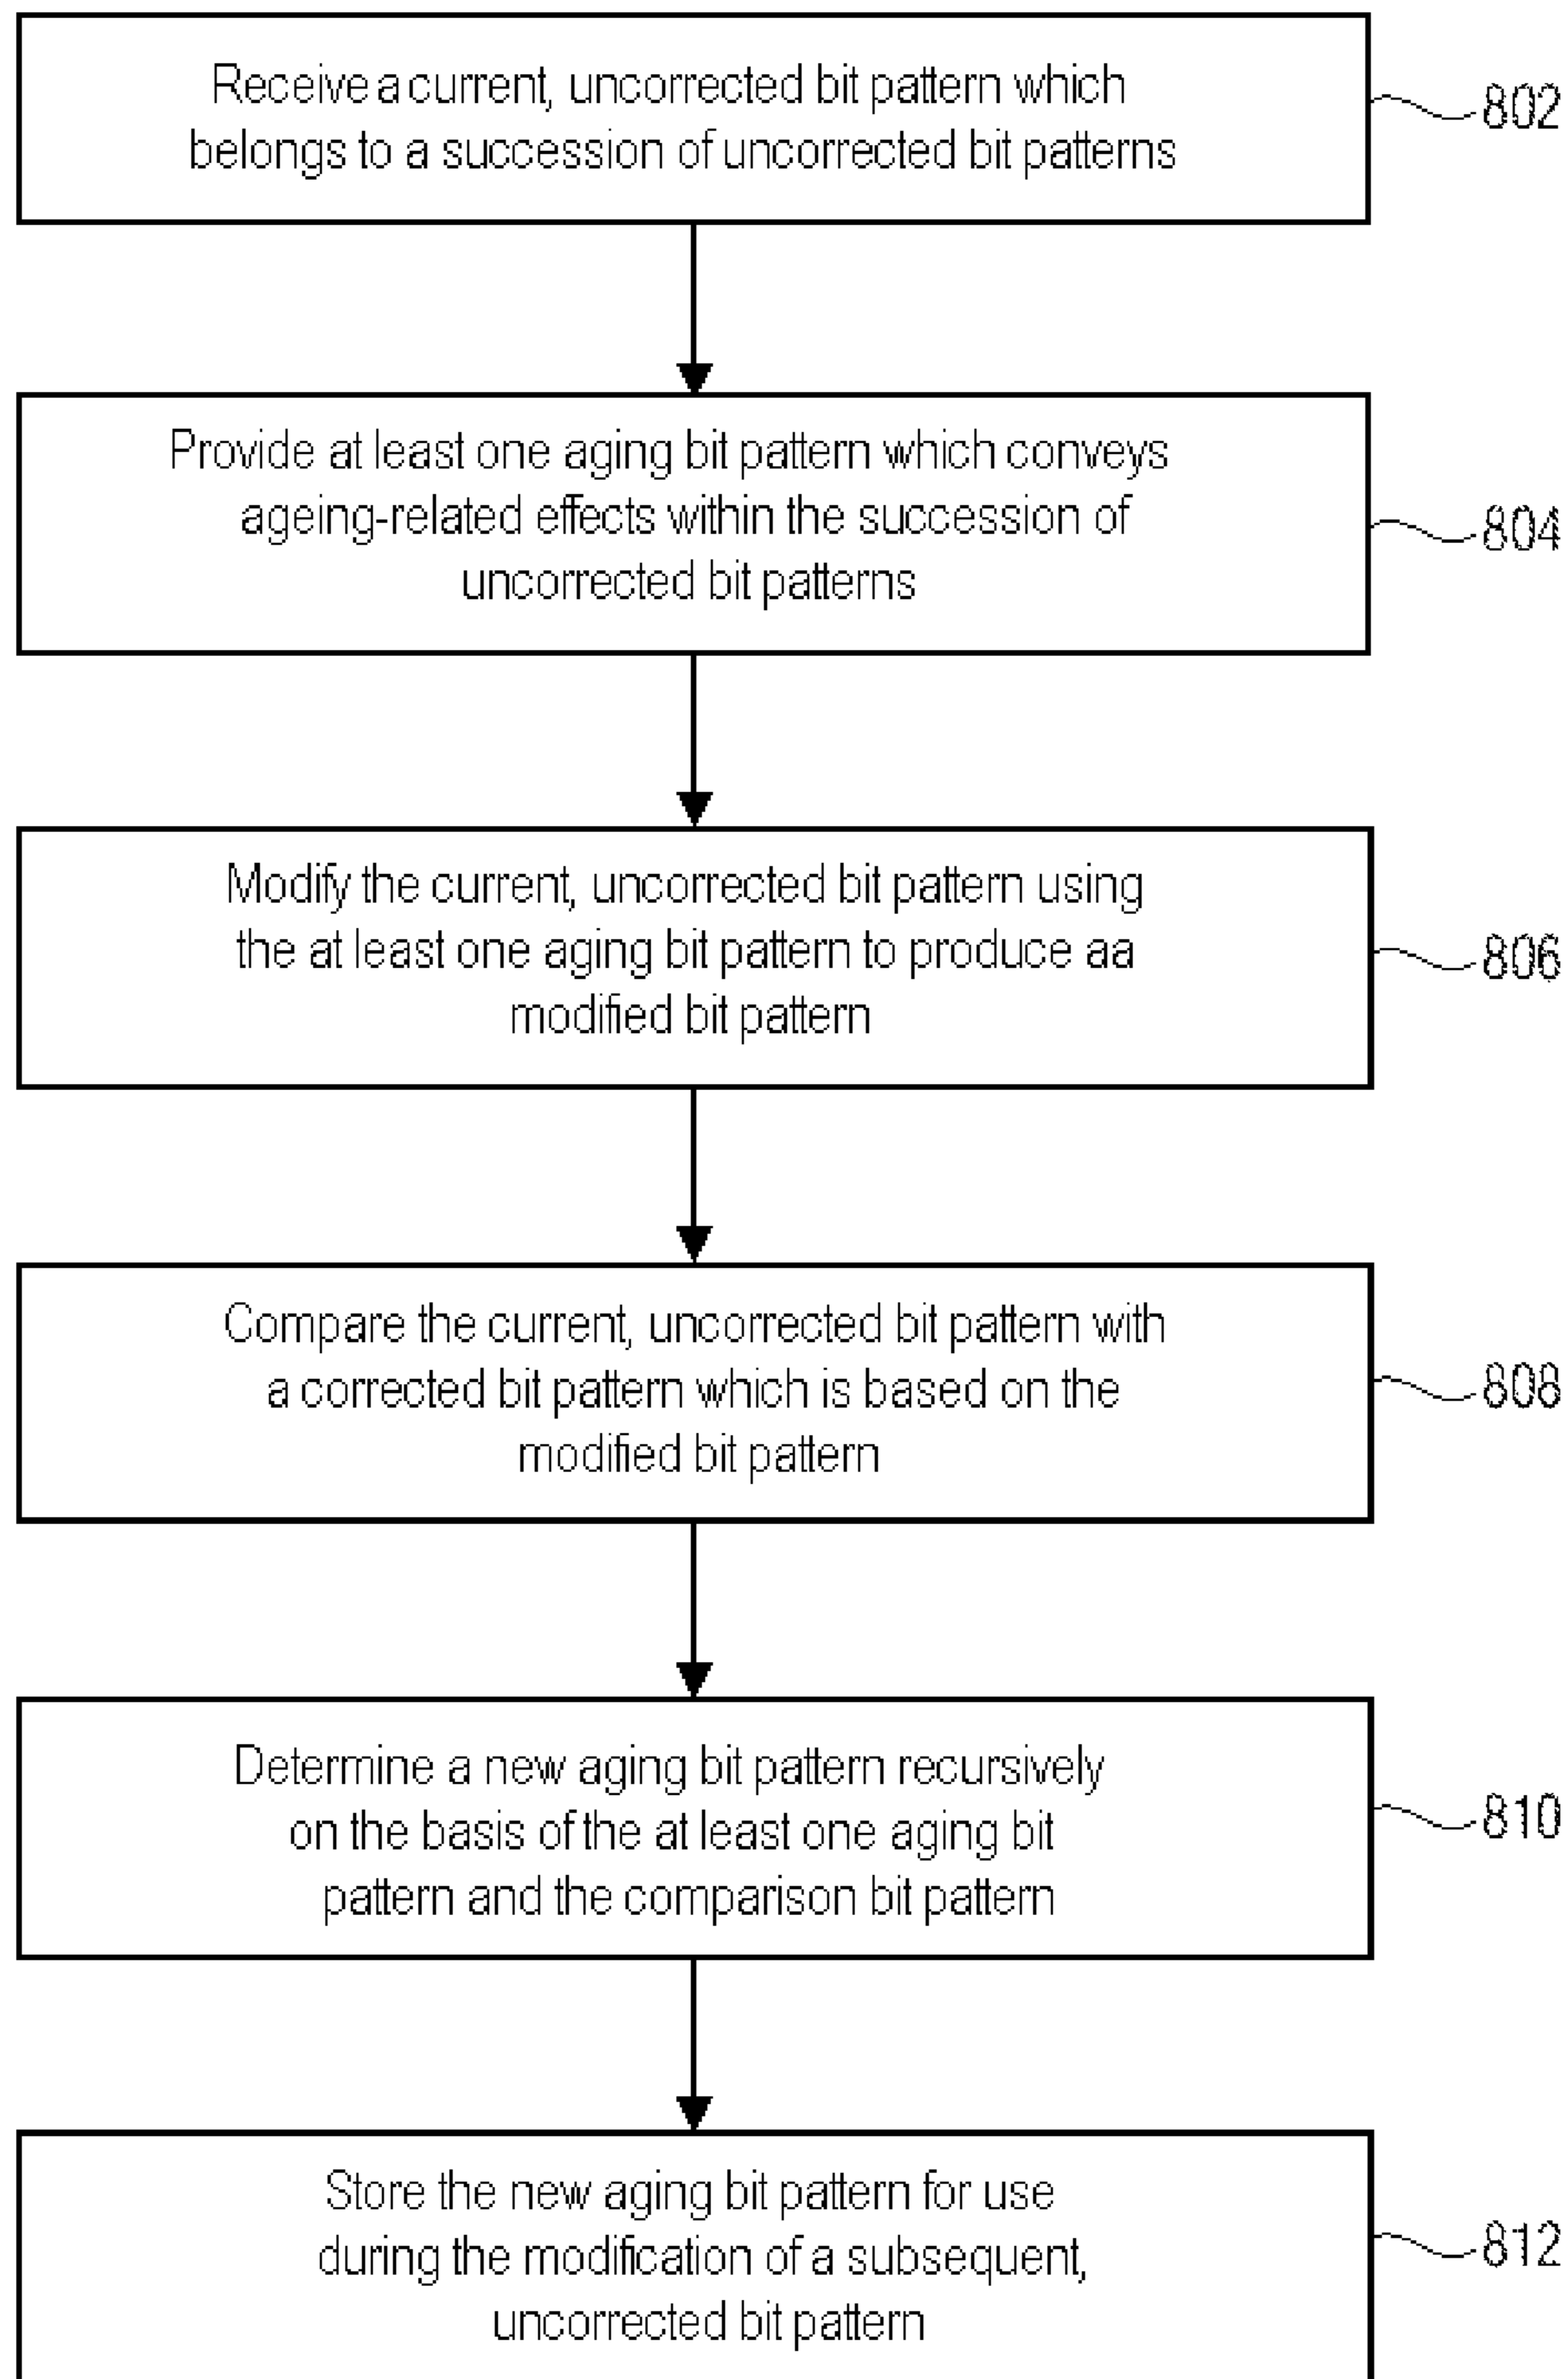 Receive a current, uncorrected bit pattern which
belongs to a succession of uncorrected bit patterns
802
Provide at least one aging bit pattern which conveys
ageing-related effects within the succession of
uncorrected bit patterns
804
Modify the current, uncorrected bit pattern using
the at least one aging bit pattern to produce aa
modified bit pattern
806
Compare the current, uncorrected bit pattern with
a corrected bit pattern which is based on the
modified bit pattern
808
Determine a new aging bit pattern recursively
on the basis of the at least one aging bit
pattern and the comparison bit pattern
810
Store the new aging bit pattern for use
during the modification of a subsequent,
uncorrected bit pattern
812